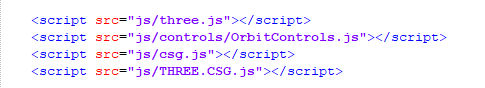 <script src="js/three.js"></script>
<script src="js/controls/OrbitControls.js"></script>
<script src="js/csg.js"></script>
<script src="js/THREE.CSG.js"></script>